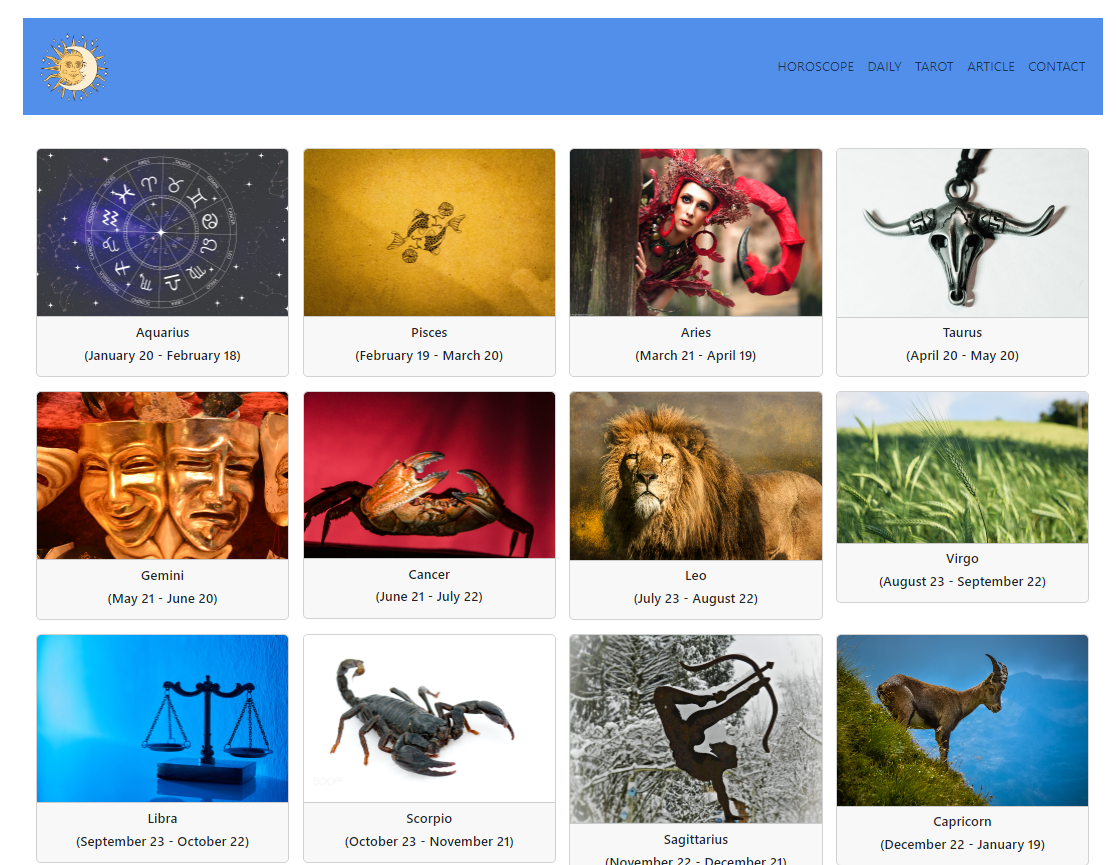 HOROSCOPE DAILY TAROT ARTICLE CONTACT
Aquarius
(January 20 - February 18)
Pisces
(February 19 - March 20)
Aries
(March 21 - April 19)
Taurus
(April 20 - May 20)
Gemini
(May 21 - June 20)
Cancer
(June 21 - July 22)
Leo
(July 23 - August 22)
Virgo
(August 23 - September 22)
Libra
(September 23 - October 22)
Scorpio
(October 23 - November 21)
Sagittarius
(November 22 - December 21)
Capricorn
(December 22 - January 19)